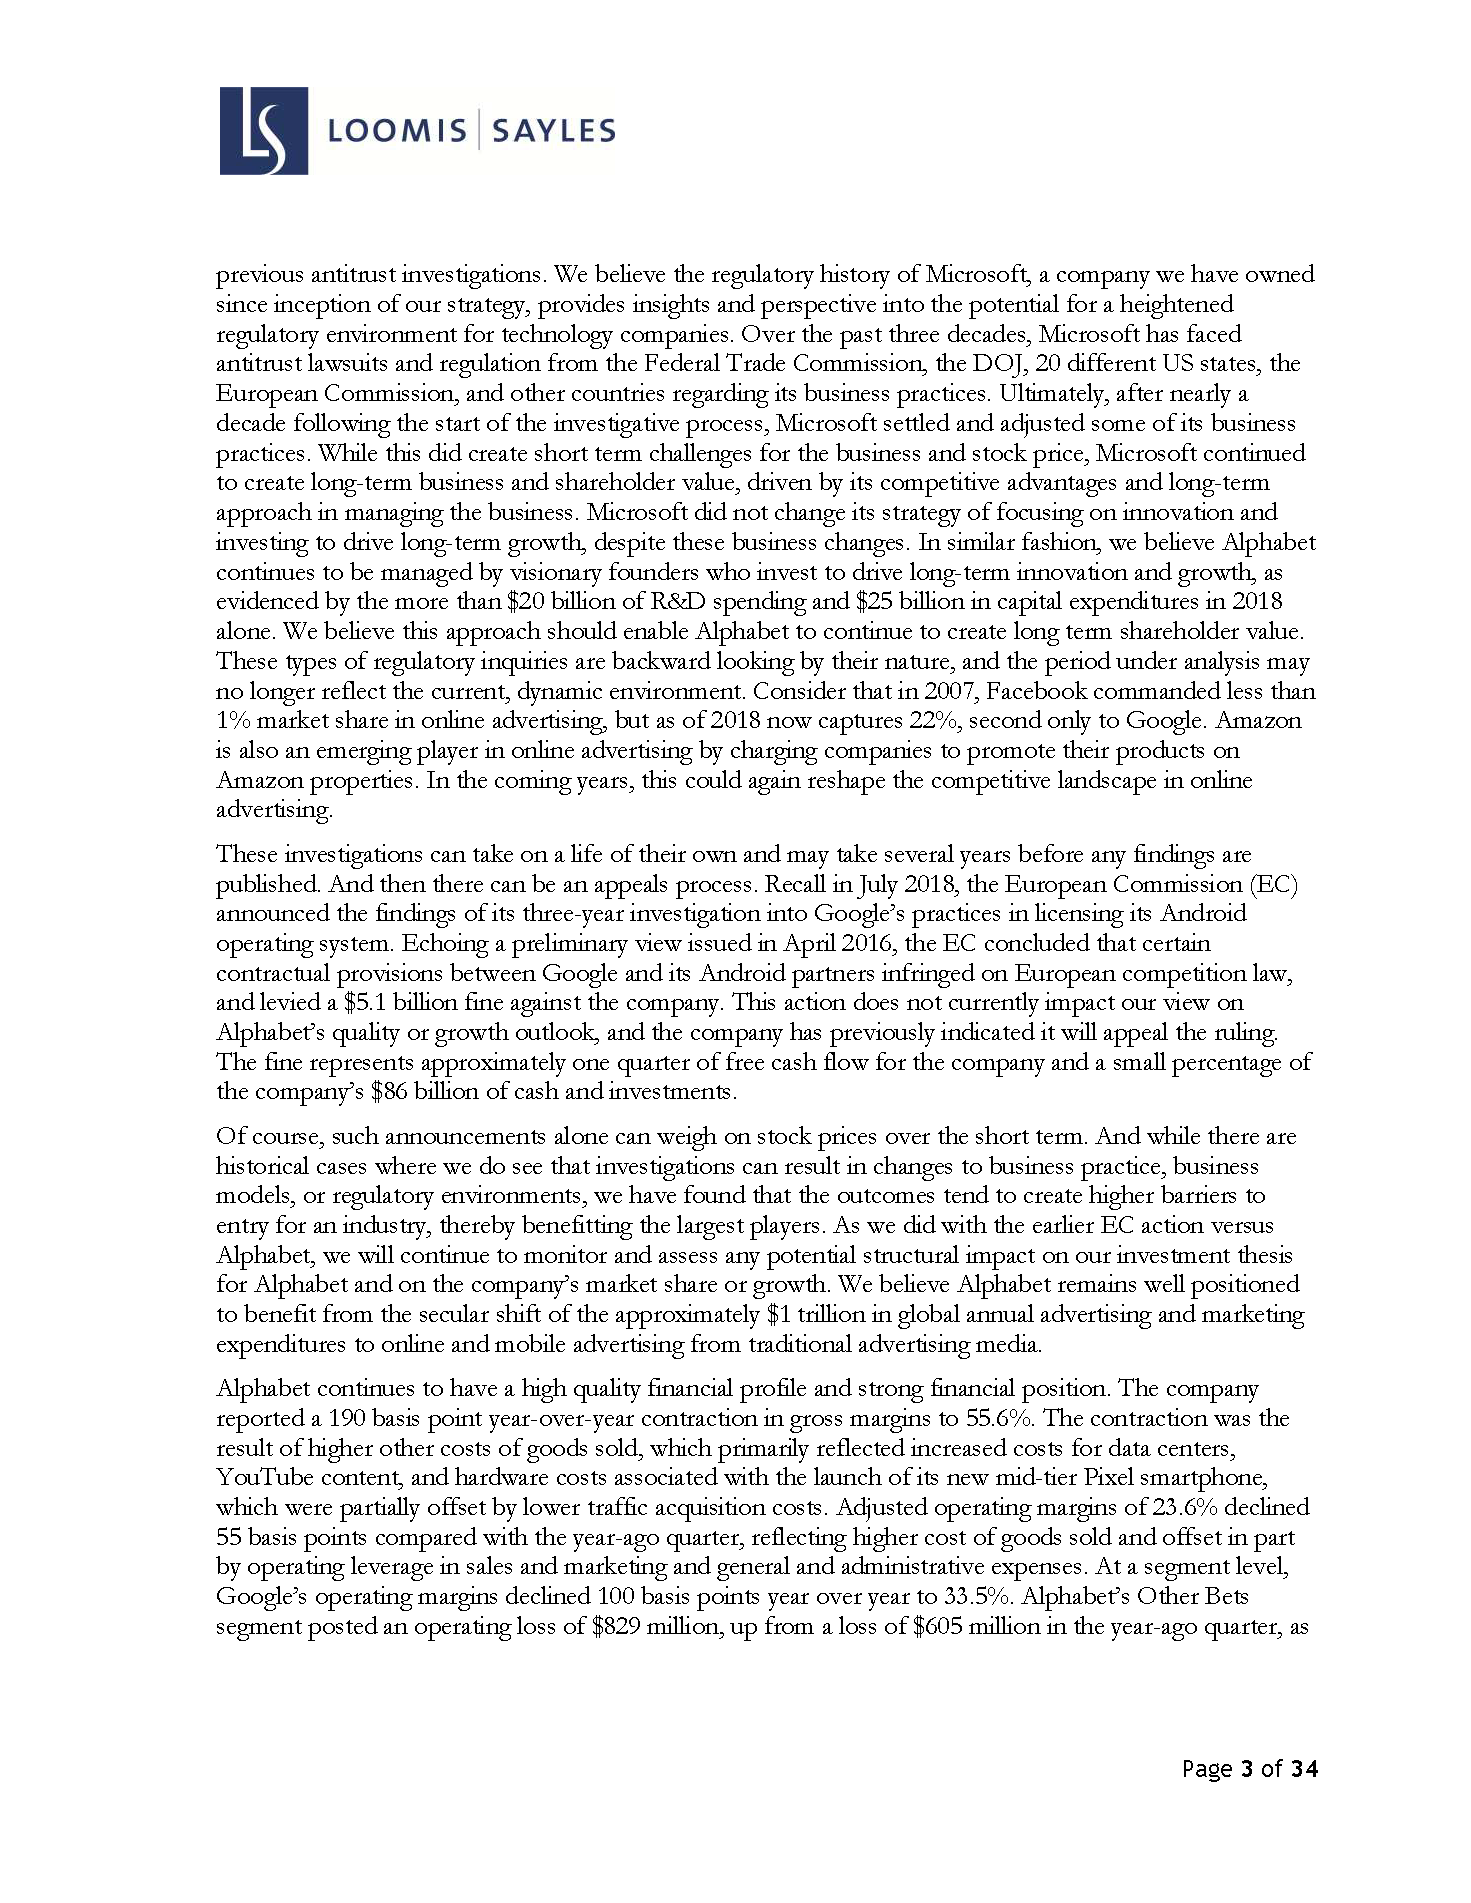 LS LOOMIS | SAYLES
previous antitrust investigations. We believe the regulatory history of Microsoft, a company we have owned
since inception of our strategy, provides insights and perspective into the potential for a heightened
regulatory environment for technology companies. Over the past three decades, Microsoft has faced
antitrust lawsuits and regulation from the Federal Trade Commission, the DOJ, 20 different US states, the
European Commission, and other countries regarding its business practices. Ultimately, after nearly a
decade following the start of the investigative process, Microsoft settled and adjusted some of its business
practices. While this did create short term challenges for the business and stock price, Microsoft continued
to create long-term business and shareholder value, driven by its competitive advantages and long-term
approach in managing the business. Microsoft did not change its strategy of focusing on innovation and
investing to drive long-term growth, despite these business changes. In similar fashion, we believe Alphabet
continues to be managed by visionary founders who invest to drive long-term innovation and growth, as
evidenced by the more than $20 billion of R&D spending and $25 billion in capital expenditures in 2018
alone. We believe this approach should enable Alphabet to continue to create long term shareholder value.
These types of regulatory inquiries are backward looking by their nature, and the period under analysis may
no longer reflect the current, dynamic environment. Consider that in 2007, Facebook commanded less than
1% market share in online advertising, but as of 2018 now captures 22%, second only to Google. Amazon
is also an emerging player in online advertising by charging companies to promote their products on
Amazon properties. In the coming years, this could again reshape the competitive landscape in online
advertising.
These investigations can take on a life of their own and may take several years before any findings are
published. And then there can be an appeals process. Recall in July 2018, the European Commission (EC)
announced the findings of its three-year investigation into Google’s practices in licensing its Android
operating system. Echoing a preliminary view issued in April 2016, the EC concluded that certain
contractual provisions between Google and its Android partners infringed on European competition law,
and levied a $5.1 billion fine against the company. This action does not currently impact our view on
Alphabet’s quality or growth outlook, and the company has previously indicated it will appeal the ruling.
The fine represents approximately one quarter of free cash flow for the company and a small percentage of
the company’s $86 billion of cash and investments.
Of course, such announcements alone can weigh on stock prices over the short term. And while there are
historical cases where we do see that investigations can result in changes to business practice, business
models, or regulatory environments, we have found that the outcomes tend to create higher barriers to
entry for an industry, thereby benefitting the largest players. As we did with the earlier EC action versus
Alphabet, we will continue to monitor and assess any potential structural impact on our investment thesis
for Alphabet and on the company’s market share or growth. We believe Alphabet remains well positioned
to benefit from the secular shift of the approximately $1 trillion in global annual advertising and marketing
expenditures to online and mobile advertising from traditional advertising media.
Alphabet continues to have a high quality financial profile and strong financial position. The company
reported a 190 basis point year-over-year contraction in gross margins to 55.6%. The contraction was the
result of higher other costs of goods sold, which primarily reflected increased costs for data centers,
YouTube content, and hardware costs associated with the launch of its new mid-tier Pixel smartphone,
which were partially offset by lower traffic acquisition costs. Adjusted operating margins of 23.6% declined
55 basis points compared with the year-ago quarter, reflecting higher cost of goods sold and offset in part
by operating leverage in sales and marketing and general and administrative expenses. At a segment level,
Google’s operating margins declined 100 basis points year over year to 33.5%. Alphabet’s Other Bets
segment posted an operating loss of $829 million, up from a loss of $605 million in the year-ago quarter, as
Page 3 of 34